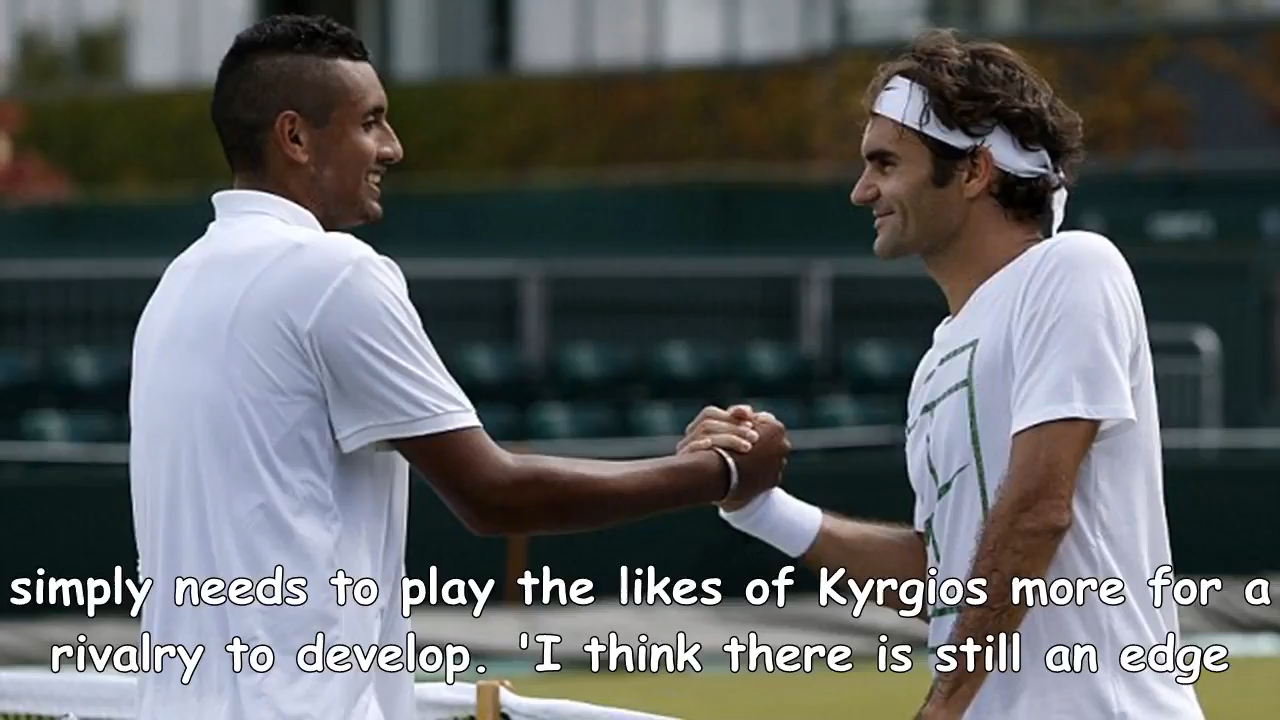 simply needs to play the likes of Kyrgios more for a
rivalry to develop. 'I think there is still an edge